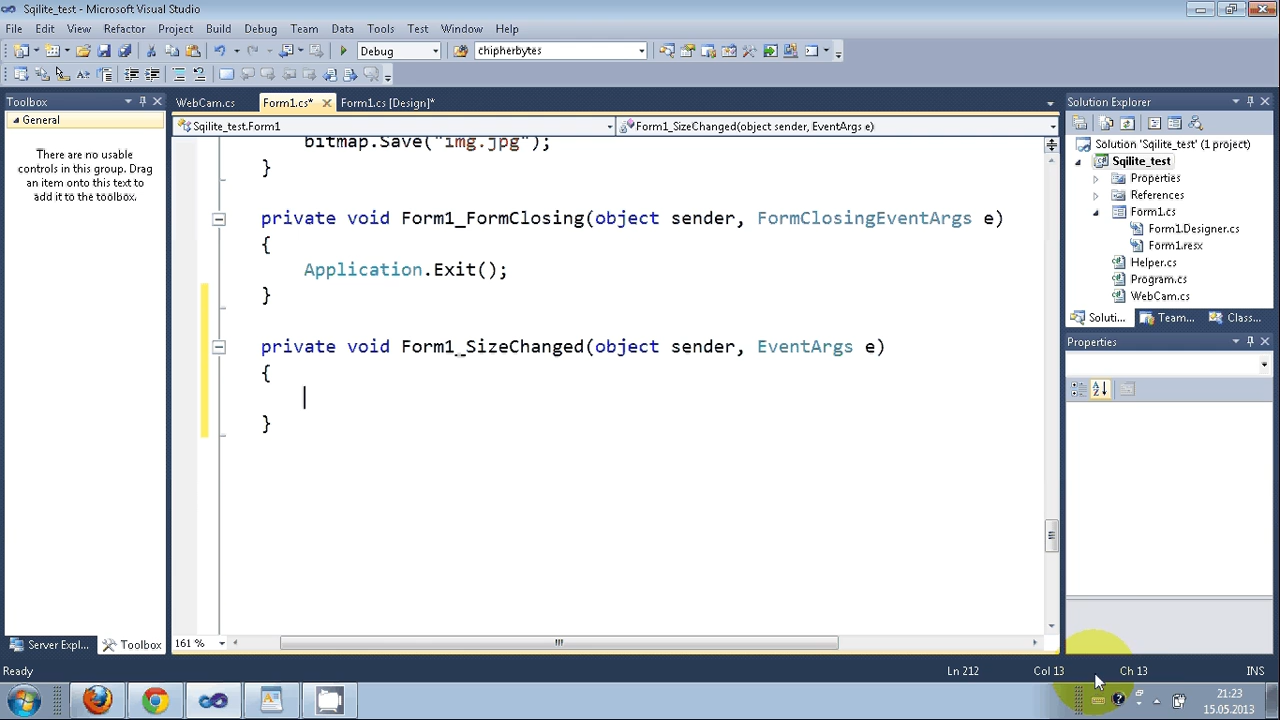 Sqilite_test - Microsoft Visual Studio
File Edit View Refactor Project Build Debug Team Data Tools Test Window Help
Debug chipherbytes
Toolbox
General
There are no usable
controls in this group. Drag
an item onto this text to
add it to the toolbox.
Server Expl... Toolbox
WebCam.cs Form1.cs* Form1.cs [Design]*
Sqilite_test.Form1 Form1_SizeChanged(object sender, EventArgs e)
bitmap.Save("img.jpg");
}
private void Form1_FormClosing(object sender, FormClosingEventArgs e)
{
Application.Exit();
}
private void Form1_SizeChanged(object sender, EventArgs e)
{
}
161 %
Solution Explorer
Solution 'Sqilite_test' (1 project)
Sqilite_test
Properties
References
Form1.cs
Form1.Designer.cs
Form1.resx
Helper.cs
Program.cs
WebCam.cs
Soluti... Team... Class...
Properties
Ready Ln 212 Col 13 Ch 13 INS
21:23
15.05.2013